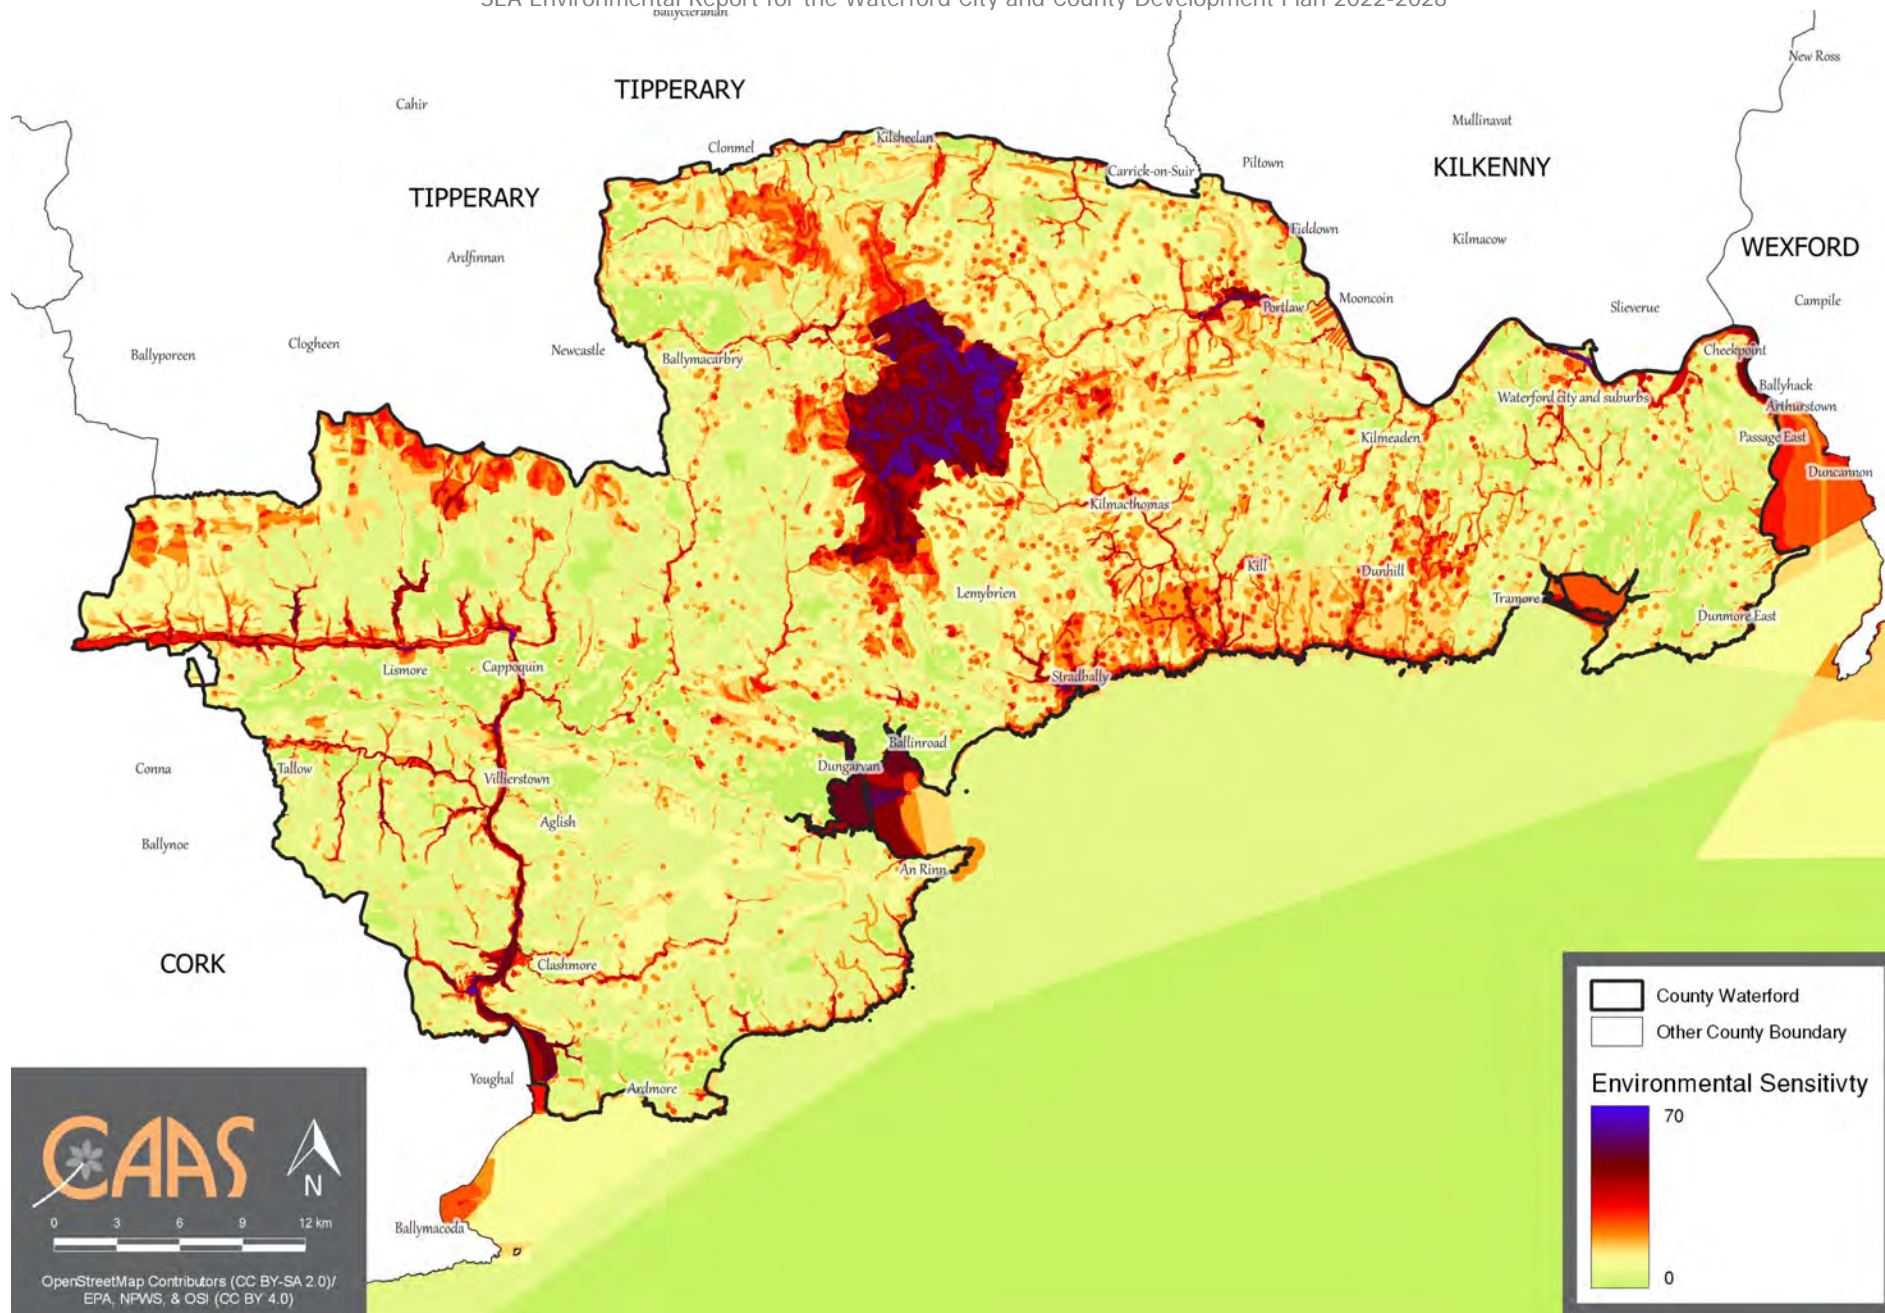 SEA Environmental Report for the Waterford City and County Development Plan 2022-2028
Ballyclerahan
New Ross
TIPPERARY
Cahir
Mullinavat
Kilsheelan
Clonmel
Piltown
KILKENNY
Carrick-on-Suir
TIPPERARY
Fiddown
Kilmacow
WEXFORD
Ardfinnan
Mooncoin
Campile
Portlaw
Slieverue
Clogheen
Newcastle
Cheekpoint
Ballyporeen
Ballymacarbry
Ballyhack
Waterford city and suburbs
Arthurstown
Kilmeaden
Passage East
Duncannon
Kilmacthomas
Kill
Dunhill
Lemybrien
Tramore
Dunmore East
Lismore
Cappoquin
Stradbally
Ballinroad
Conna
Tallow
Dungarvan
Villierstown
Aglish
Ballynoe
An Rinn
CORK
Clashmore
Youghal
Ardmore
Ballymacoda
CAAS
N
0 3 6 9 12 km
OpenStreetMap Contributors (CC BY-SA 2.0)/
EPA, NPWS, & OSI (CC BY 4.0)
County Waterford
Other County Boundary
Environmental Sensitivty
70
0